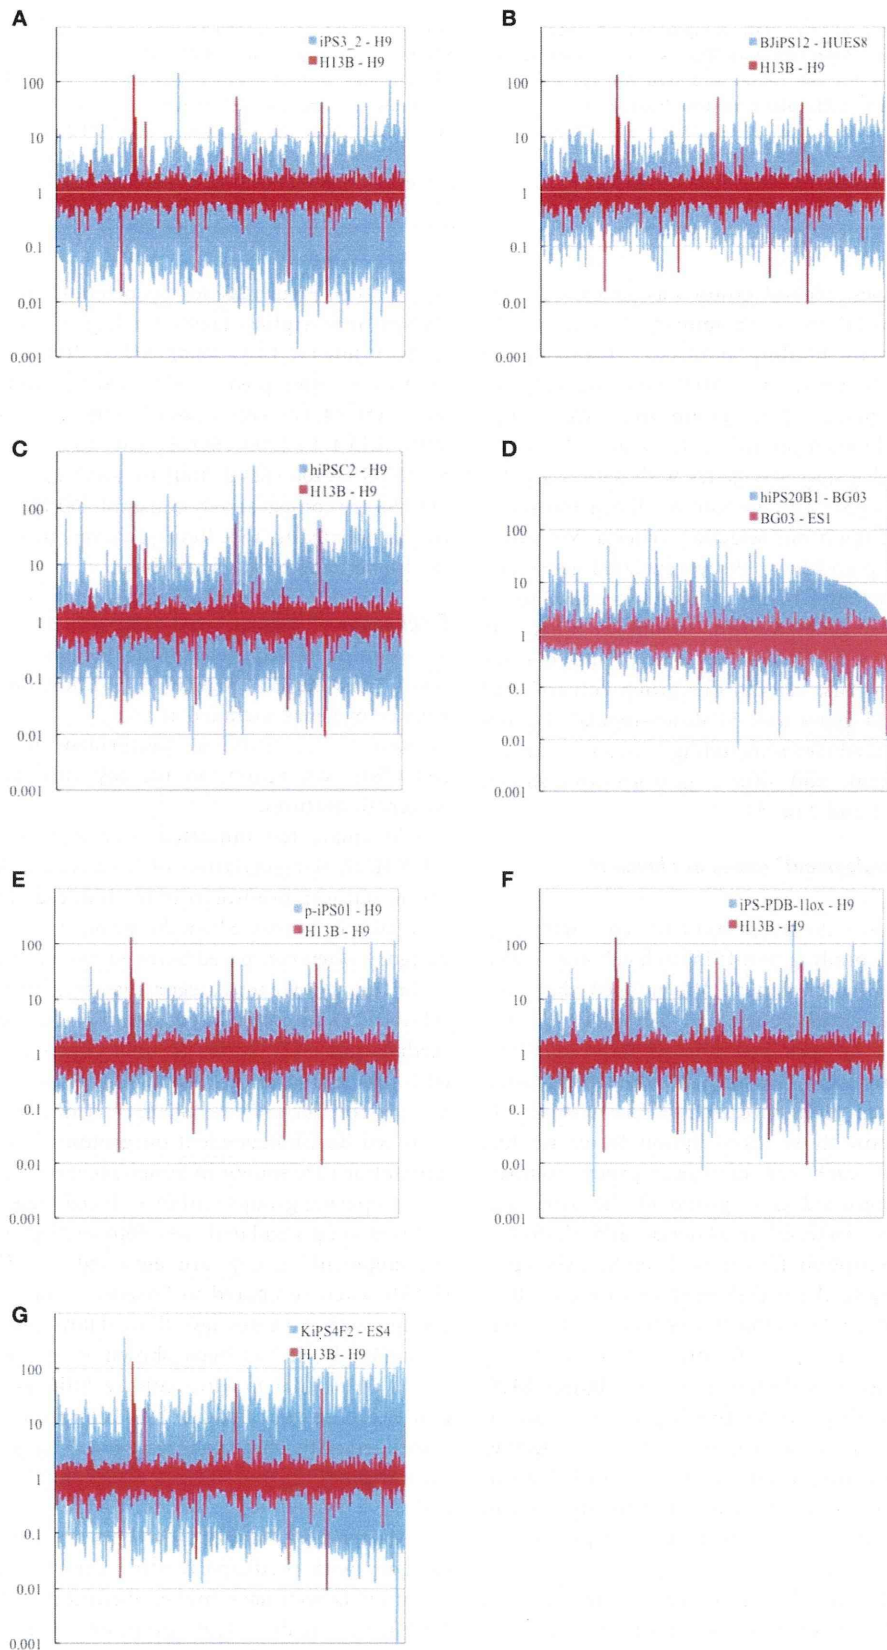 A
iPS3_2 - H9
H13B - H9
100
10
1
0.1
0.01
0.001
B
BJiPS12 - HUES8
H13B - H9
100
10
1
0.1
0.01
0.001
C
hiPSC2 - H9
H13B - H9
100
10
1
0.1
0.01
0.001
D
hiPS20B1 - BG03
BG03 - ES1
100
10
1
0.1
0.01
0.001
E
p-iPS01 - H9
H13B - H9
100
10
1
0.1
0.01
0.001
F
iPS-PDB-1lox - H9
H13B - H9
100
10
1
0.1
0.01
0.001
G
KiPS4F2 - ES4
H13B - H9
100
10
1
0.1
0.01
0.001